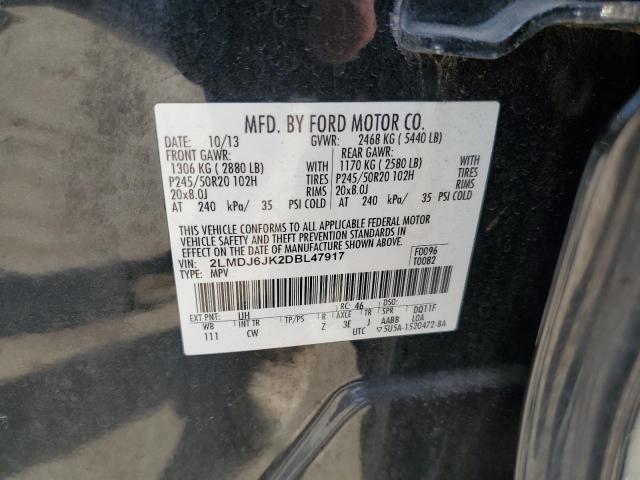 MFD. BY FORD MOTOR CO.
DATE: 10/13 GVWR: 2468 KG ( 5440 LB)
FRONT GAWR: REAR GAWR:
1306 KG ( 2880 LB) WITH 1170 KG ( 2580 LB) WITH
P245/50R20 102H TIRES P245/50R20 102H TIRES
20x8.0J RIMS 20x8.0J RIMS
AT 240 kPa/ 35 PSI COLD AT 240 kPa/ 35 PSI COLD
THIS VEHICLE CONFORMS TO ALL APPLICABLE FEDERAL MOTOR
VEHICLE SAFETY AND THEFT PREVENTION STANDARDS IN
EFFECT ON THE DATE OF MANUFACTURE SHOWN ABOVE.
VEHICLE IDENTIFICATION NO:
VIN: 2LMDJ6JK2DBL47917 F0096
TYPE: MPV T0082
EXT PNT: UH RC: 46 DSO:
WB INT TR TP/PS R AXLE TR SPR DQ11F
111 CW Z 3E J AABB LOA
UTC ▽5U5A-1520472-BA